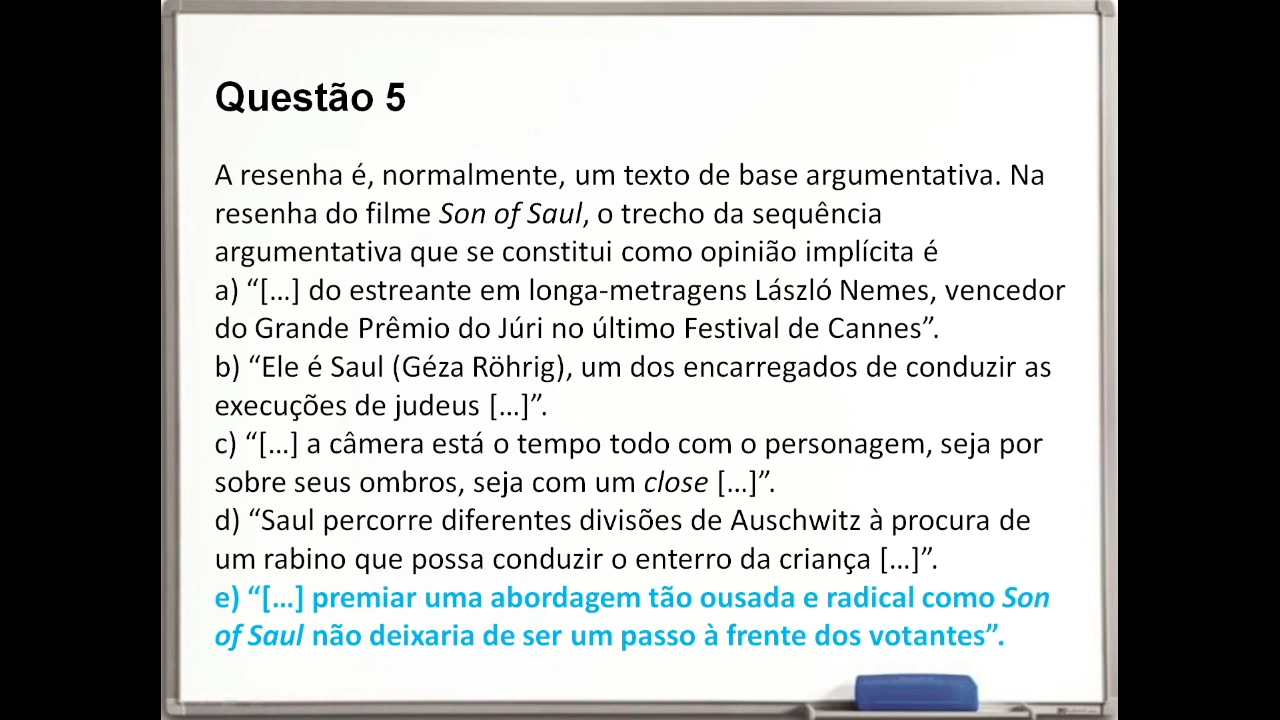 Questão 5
A resenha é, normalmente, um texto de base argumentativa. Na
resenha do filme Son of Saul, o trecho da sequência
argumentativa que se constitui como opinião implícita é
a) “[…] do estreante em longa-metragens László Nemes, vencedor
do Grande Prêmio do Júri no último Festival de Cannes”.
b) “Ele é Saul (Géza Röhrig), um dos encarregados de conduzir as
execuções de judeus […]”.
c) “[…] a câmera está o tempo todo com o personagem, seja por
sobre seus ombros, seja com um close […]”.
d) “Saul percorre diferentes divisões de Auschwitz à procura de
um rabino que possa conduzir o enterro da criança […]”.
e) “[…] premiar uma abordagem tão ousada e radical como Son
of Saul não deixaria de ser um passo à frente dos votantes”.